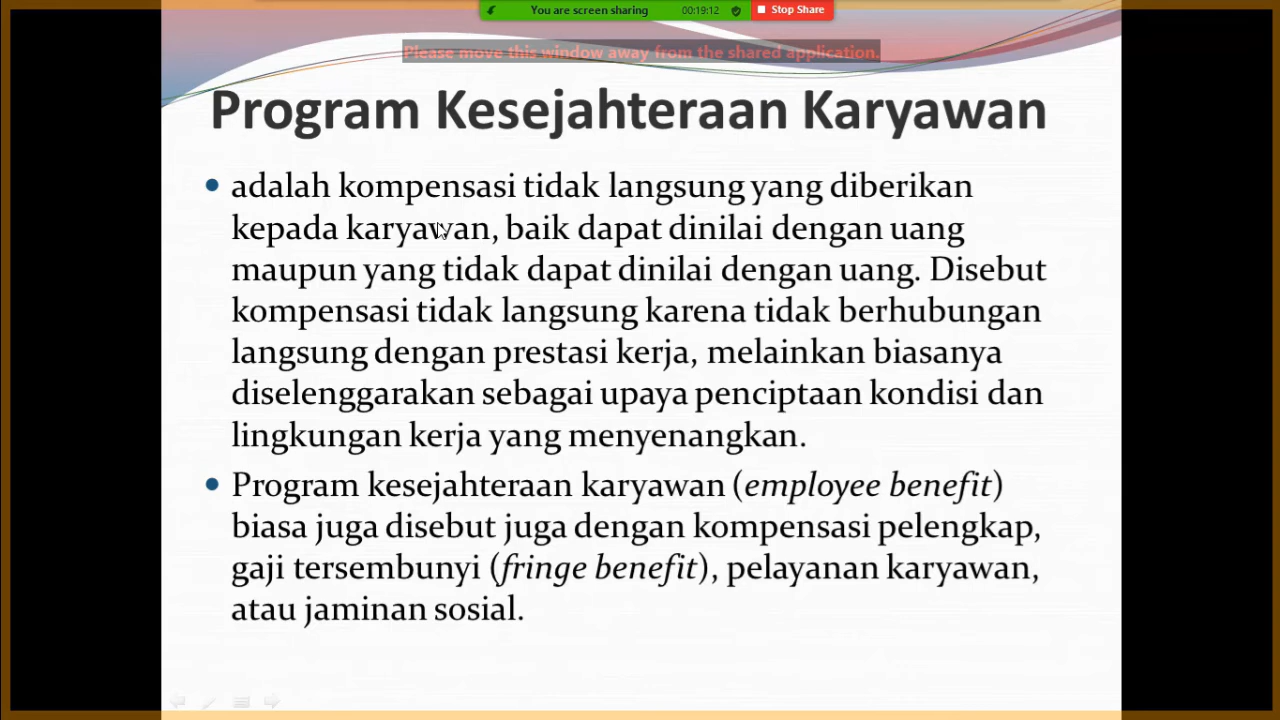 You are screen sharing 00:19:12 Stop Share
Please move this window away from the shared application.
Program Kesejahteraan Karyawan
• adalah kompensasi tidak langsung yang diberikan
kepada karyawan, baik dapat dinilai dengan uang
maupun yang tidak dapat dinilai dengan uang. Disebut
kompensasi tidak langsung karena tidak berhubungan
langsung dengan prestasi kerja, melainkan biasanya
diselenggarakan sebagai upaya penciptaan kondisi dan
lingkungan kerja yang menyenangkan.
• Program kesejahteraan karyawan (employee benefit)
biasa juga disebut juga dengan kompensasi pelengkap,
gaji tersembunyi (fringe benefit), pelayanan karyawan,
atau jaminan sosial.